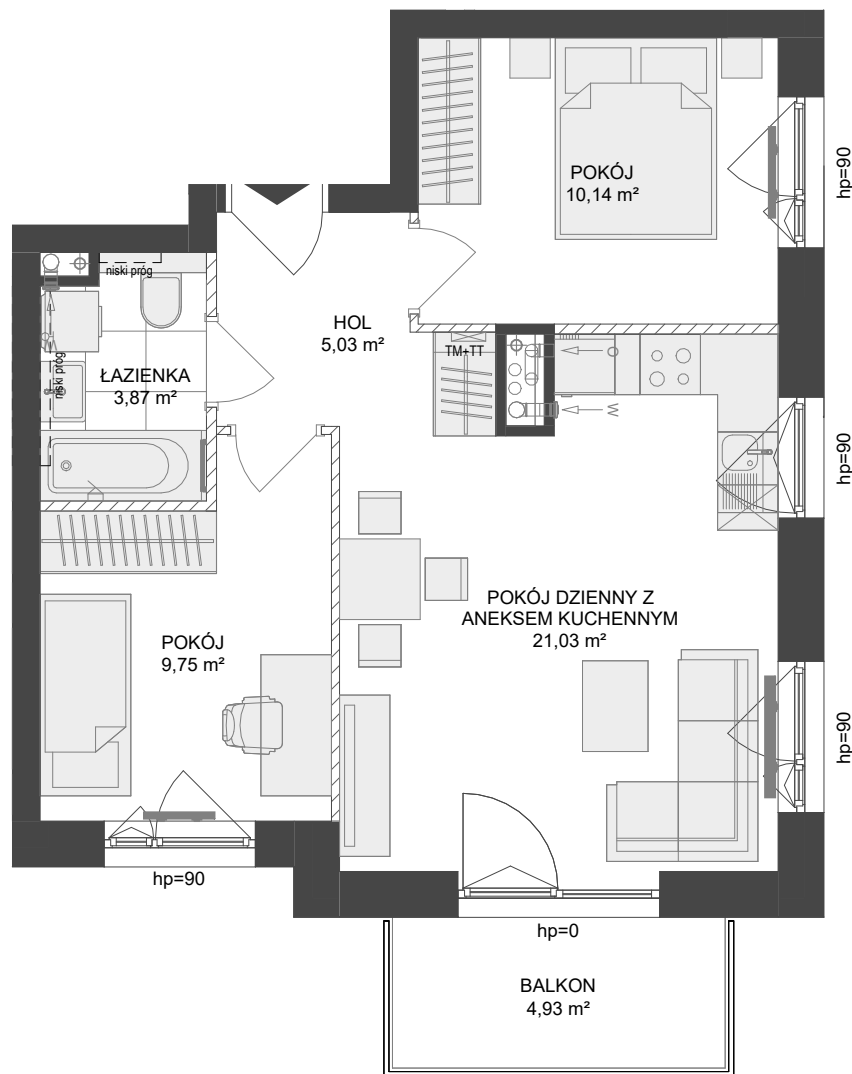 POKÓJ
10,14 m²
hp=90
niski próg
HOL
5,03 m²
TM+TT
O
niski próg
ŁAZIENKA
3,87 m²
W
hp=90
POKÓJ DZIENNY Z
ANEKSEM KUCHENNYM
21,03 m²
POKÓJ
9,75 m²
hp=90
hp=90
hp=0
BALKON
4,93 m²